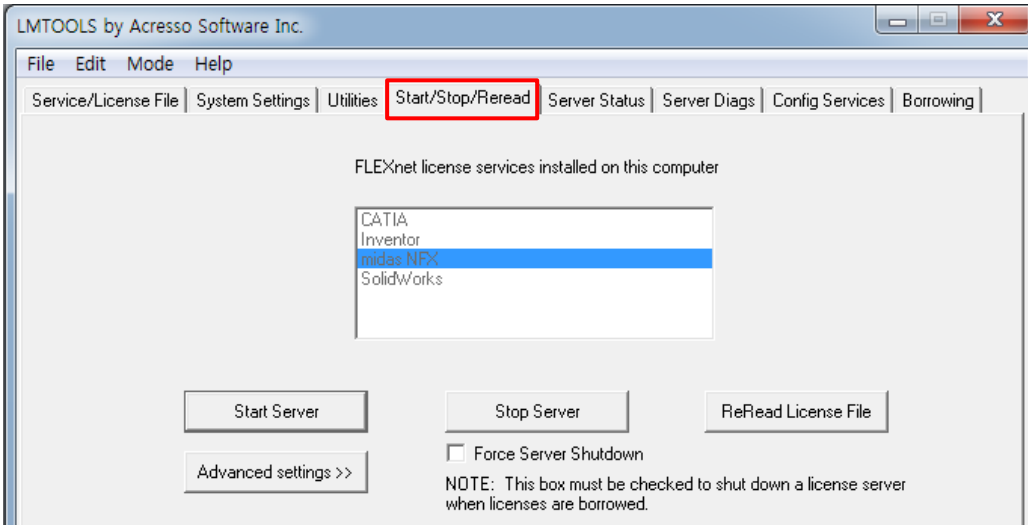 LMTOOLS by Acresso Software Inc.
File Edit Mode Help
Service/License File System Settings Utilities Start/Stop/Reread Server Status Server Diags Config Services Borrowing
FLEXnet license services installed on this computer
CATIA
Inventor
midas NFX
SolidWorks
Start Server Stop Server ReRead License File
Force Server Shutdown
Advanced settings >>
NOTE: This box must be checked to shut down a license server
when licenses are borrowed.